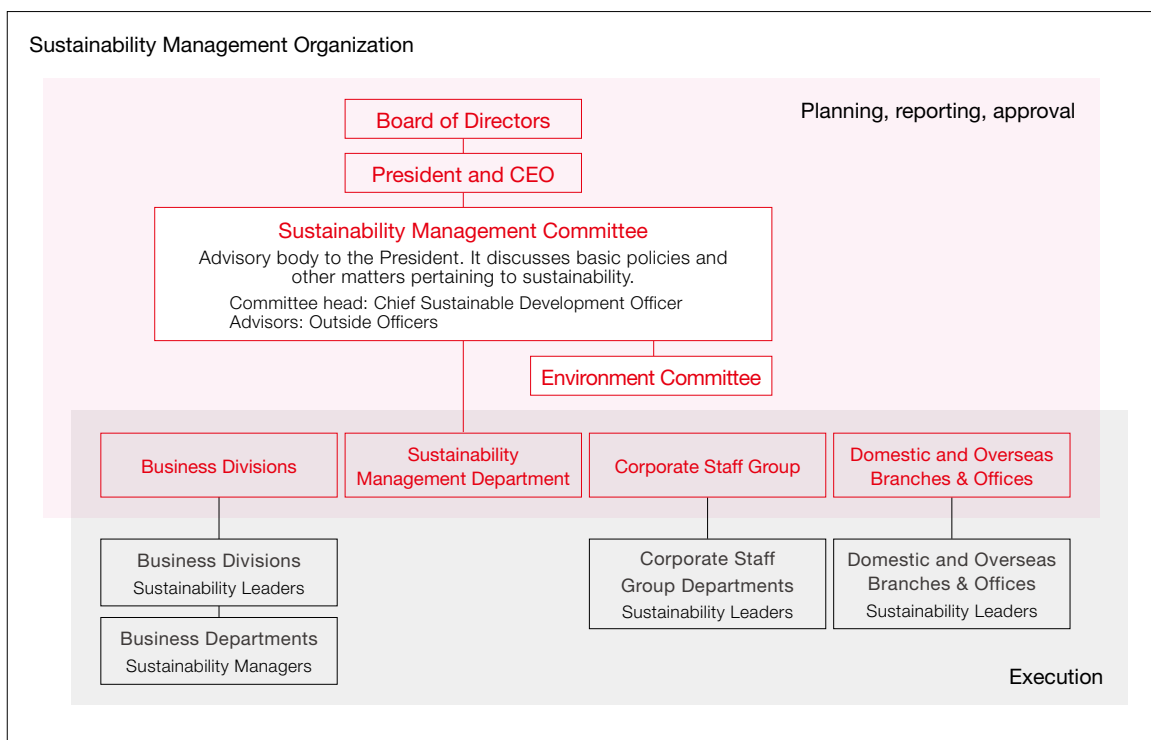 Sustainability Management Organization
Planning, reporting, approval
Board of Directors
President and CEO
Sustainability Management Committee
Advisory body to the President. It discusses basic policies and
other matters pertaining to sustainability.
Committee head: Chief Sustainable Development Officer
Advisors: Outside Officers
Environment Committee
Business Divisions
Sustainability
Management Department
Corporate Staff Group
Domestic and Overseas
Branches & Offices
Business Divisions
Sustainability Leaders
Corporate Staff
Group Departments
Sustainability Leaders
Domestic and Overseas
Branches & Offices
Sustainability Leaders
Business Departments
Sustainability Managers
Execution